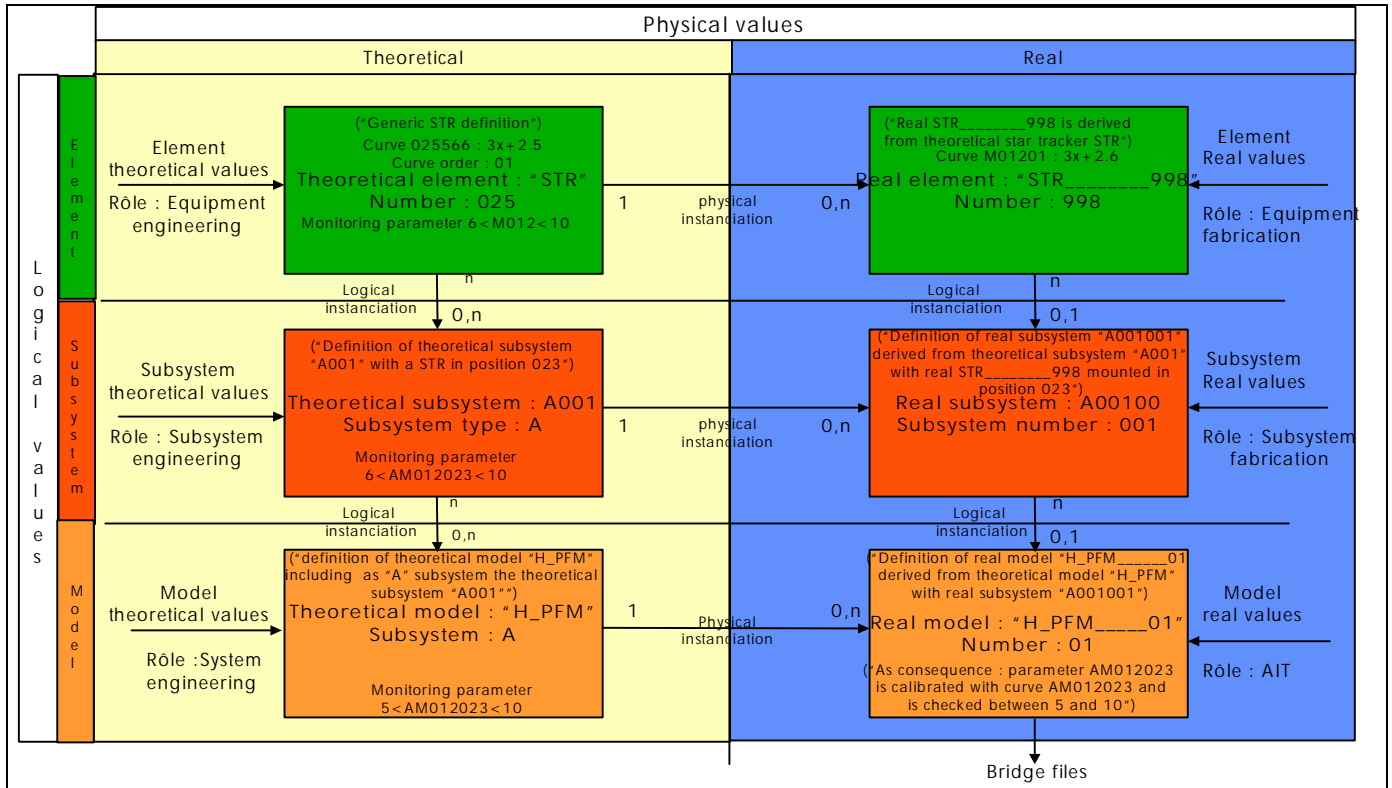 Physical values
Theoretical
Real
Logical values
Element
Element
theoretical values
Rôle : Equipment
engineering
("Generic STR definition")
Curve 025566 : 3x+2.5
Curve order : 01
Theoretical element : "STR"
Number : 025
Monitoring parameter 6<M012<10
1
physical
instanciation
0,n
("Real STR________998 is derived
from theoretical star tracker STR")
Curve M01201 : 3x+2.6
Real element : "STR________998"
Number : 998
Element
Real values
Rôle : Equipment
fabrication
n
Logical
instanciation
0,n
n
Logical
instanciation
0,1
Subsystem
Subsystem
theoretical values
Rôle : Subsystem
engineering
("Definition of theoretical subsystem
"A001" with a STR in position 023")
Theoretical subsystem : A001
Subsystem type : A
Monitoring parameter
6<AM012023<10
1
physical
instanciation
0,n
("Definition of real subsystem "A001001"
derived from theoretical subsystem "A001"
with real STR________998 mounted in
position 023")
Real subsystem : A00100
Subsystem number : 001
Subsystem
Real values
Rôle : Subsystem
fabrication
n
Logical
instanciation
0,n
n
Logical
instanciation
0,1
Model
Model
theoretical values
Rôle :System
engineering
("definition of theoretical model "H_PFM"
including as "A" subsystem the theoretical
subsystem "A001"")
Theoretical model : "H_PFM"
Subsystem : A
Monitoring parameter
5<AM012023<10
1
Physical
instanciation
0,n
("Definition of real model "H_PFM______01
derived from theoretical model "H_PFM"
with real subsystem "A001001")
Real model : "H_PFM_____01"
Number : 01
("As consequence : parameter AM012023
is calibrated with curve AM012023 and
is checked between 5 and 10")
Model
real values
Rôle : AIT
Bridge files